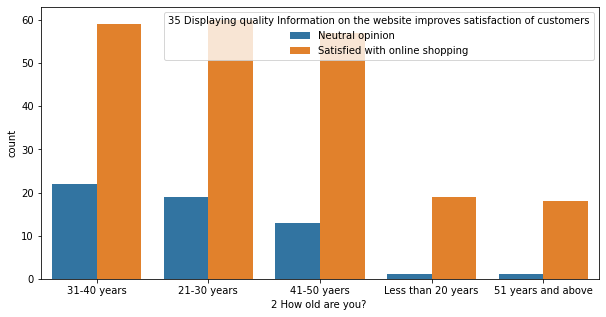 35 Displaying quality Information on the website improves satisfaction of customers
Neutral opinion
Satisfied with online shopping
60
50
40
30
20
10
0
count
31-40 years 21-30 years 41-50 yaers Less than 20 years 51 years and above
2 How old are you?